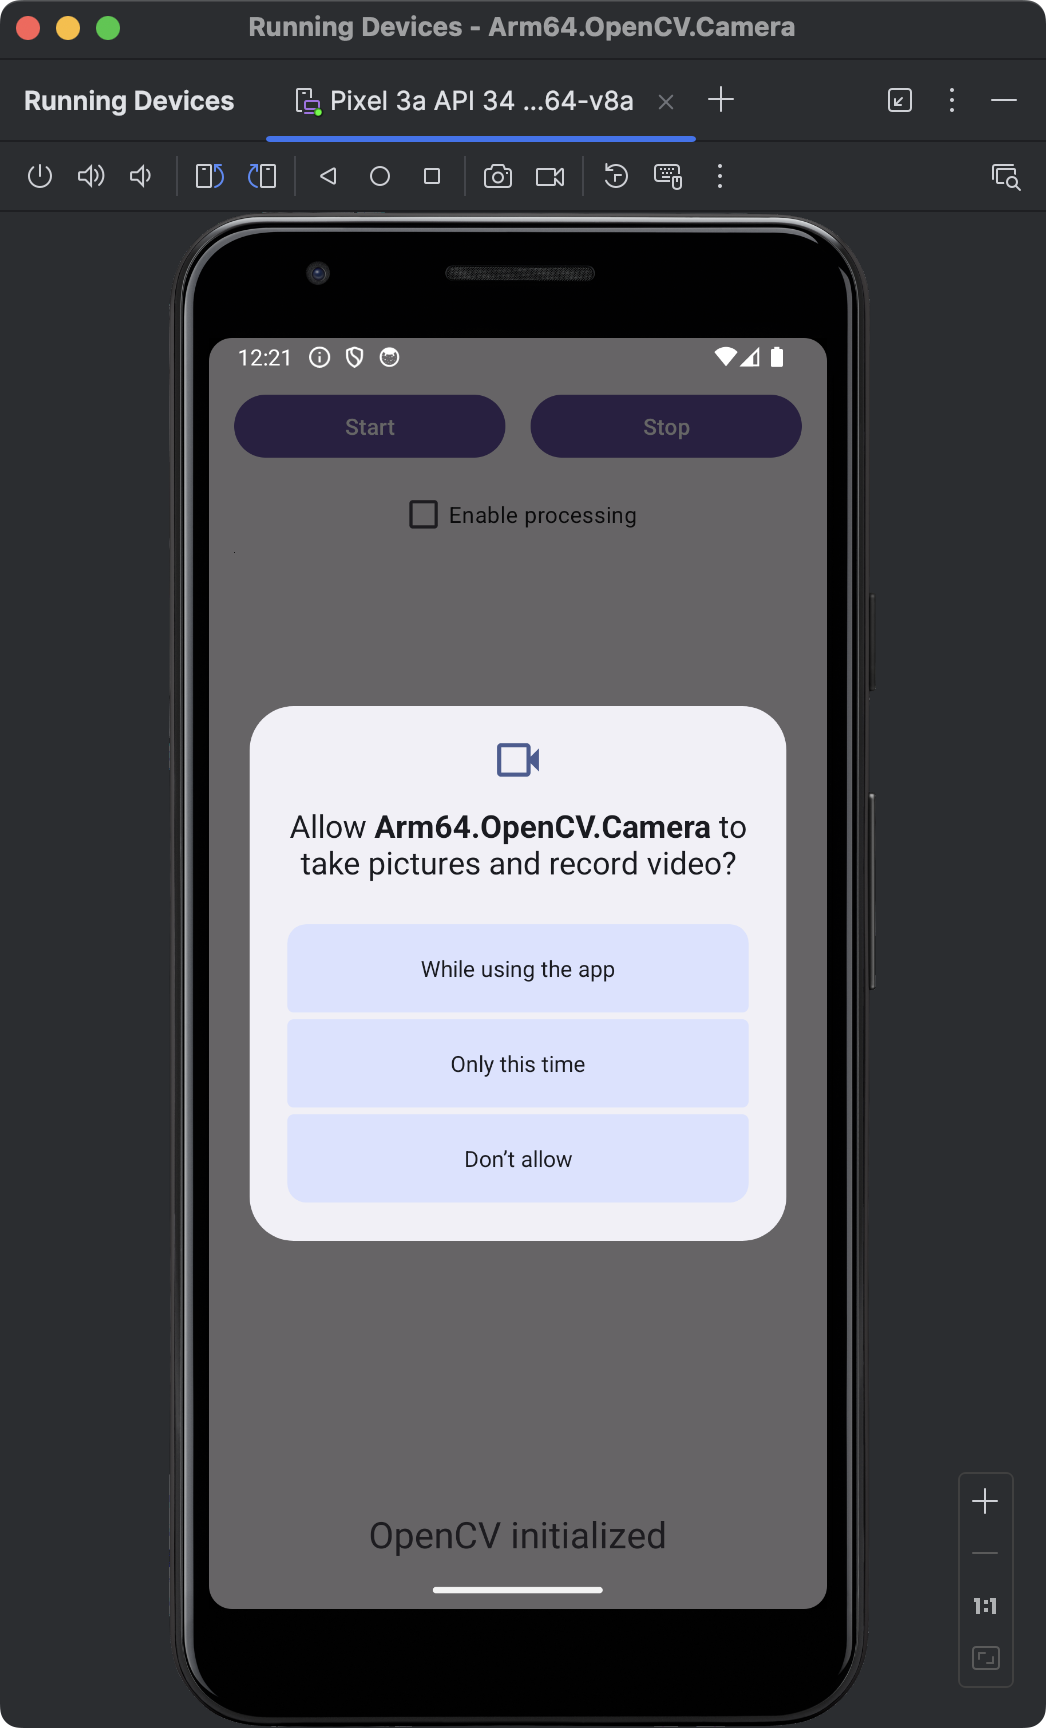 Running Devices - Arm64.OpenCV.Camera
Running Devices
Pixel 3a API 34 ...64-v8a
12:21
Start
Stop
Enable processing
Allow Arm64.OpenCV.Camera to
take pictures and record video?
While using the app
Only this time
Don’t allow
OpenCV initialized
1:1